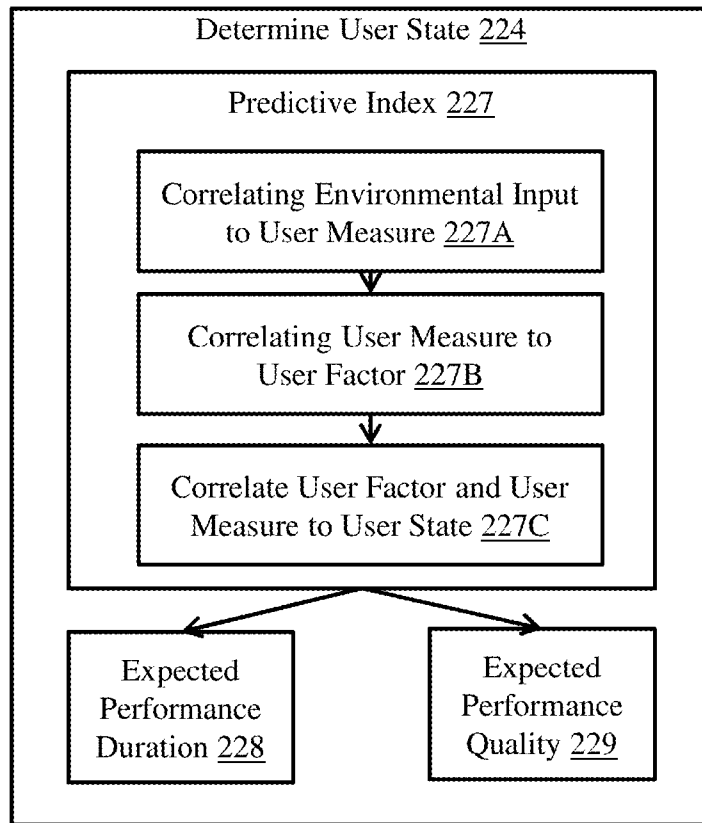 Determine User State 224
Predictive Index 227
Correlating Environmental Input
to User Measure 227A
Correlating User Measure to
User Factor 227B
Correlate User Factor and User
Measure to User State 227C
Expected
Performance
Duration 228
Expected
Performance
Quality 229